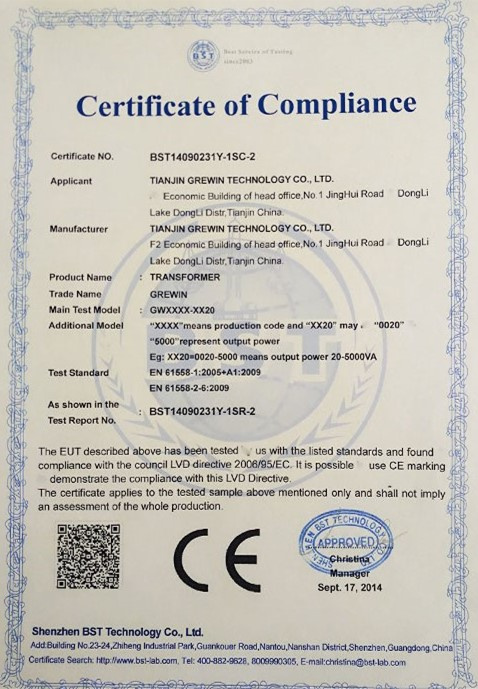 BST
Best Service of Testing
since2003
Certificate of Compliance
Certificate NO. BST14090231Y-1SC-2
Applicant TIANJIN GREWIN TECHNOLOGY CO., LTD.
Economic Building of head office,No.1 JingHui Road DongLi
Lake DongLi Distr,Tianjin China.
Manufacturer TIANJIN GREWIN TECHNOLOGY CO., LTD.
F2 Economic Building of head office,No.1 JingHui Road DongLi
Lake DongLi Distr,Tianjin China.
Product Name : TRANSFORMER
Trade Name GREWIN
Main Test Model : GWXXXX-XX20
Additional Model "XXXX"means production code and "XX20" may "0020"
"5000"represent output power
Eg: XX20=0020-5000 means output power 20-5000VA
Test Standard EN 61558-1:2005+A1:2009
EN 61558-2-6:2009
As shown in the
Test Report No. : BST14090231Y-1SR-2
BST
The EUT described above has been tested us with the listed standards and found
compliance with the council LVD directive 2006/95/EC. It is possible use CE marking
demonstrate the compliance with this LVD Directive.
The certificate applies to the tested sample above mentioned only and shall not imply
an assessment of the whole production.
CE
SHENZHEN BST TECHNOLOGY
APPROVED
Christina
Manager
Sept. 17, 2014
Shenzhen BST Technology Co., Ltd.
Add:Building No.23-24,Zhiheng Industrial Park,Guankouer Road,Nantou,Nanshan District,Shenzhen,Guangdong,China
Certificate Search: http://www.bst-lab.com, Tel: 400-882-9628, 8009990305, E-mail:christina@bst-lab.com